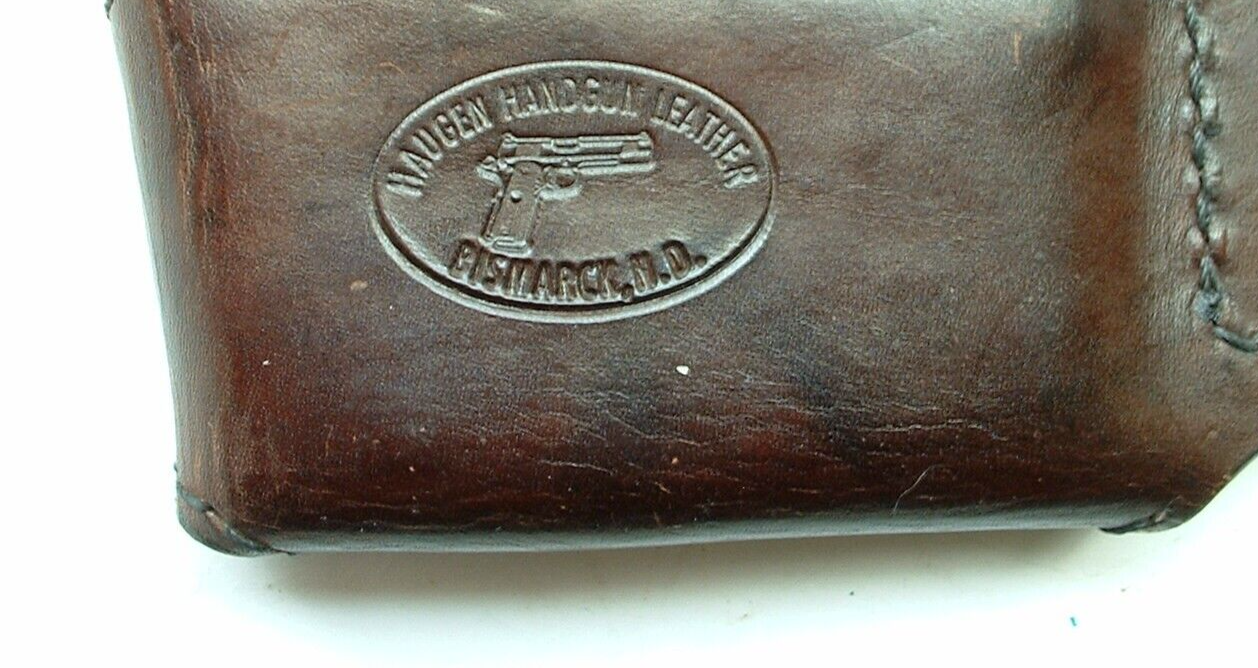 HAUGEN HANDGUN LEATHER
BISMARCK, N.D.